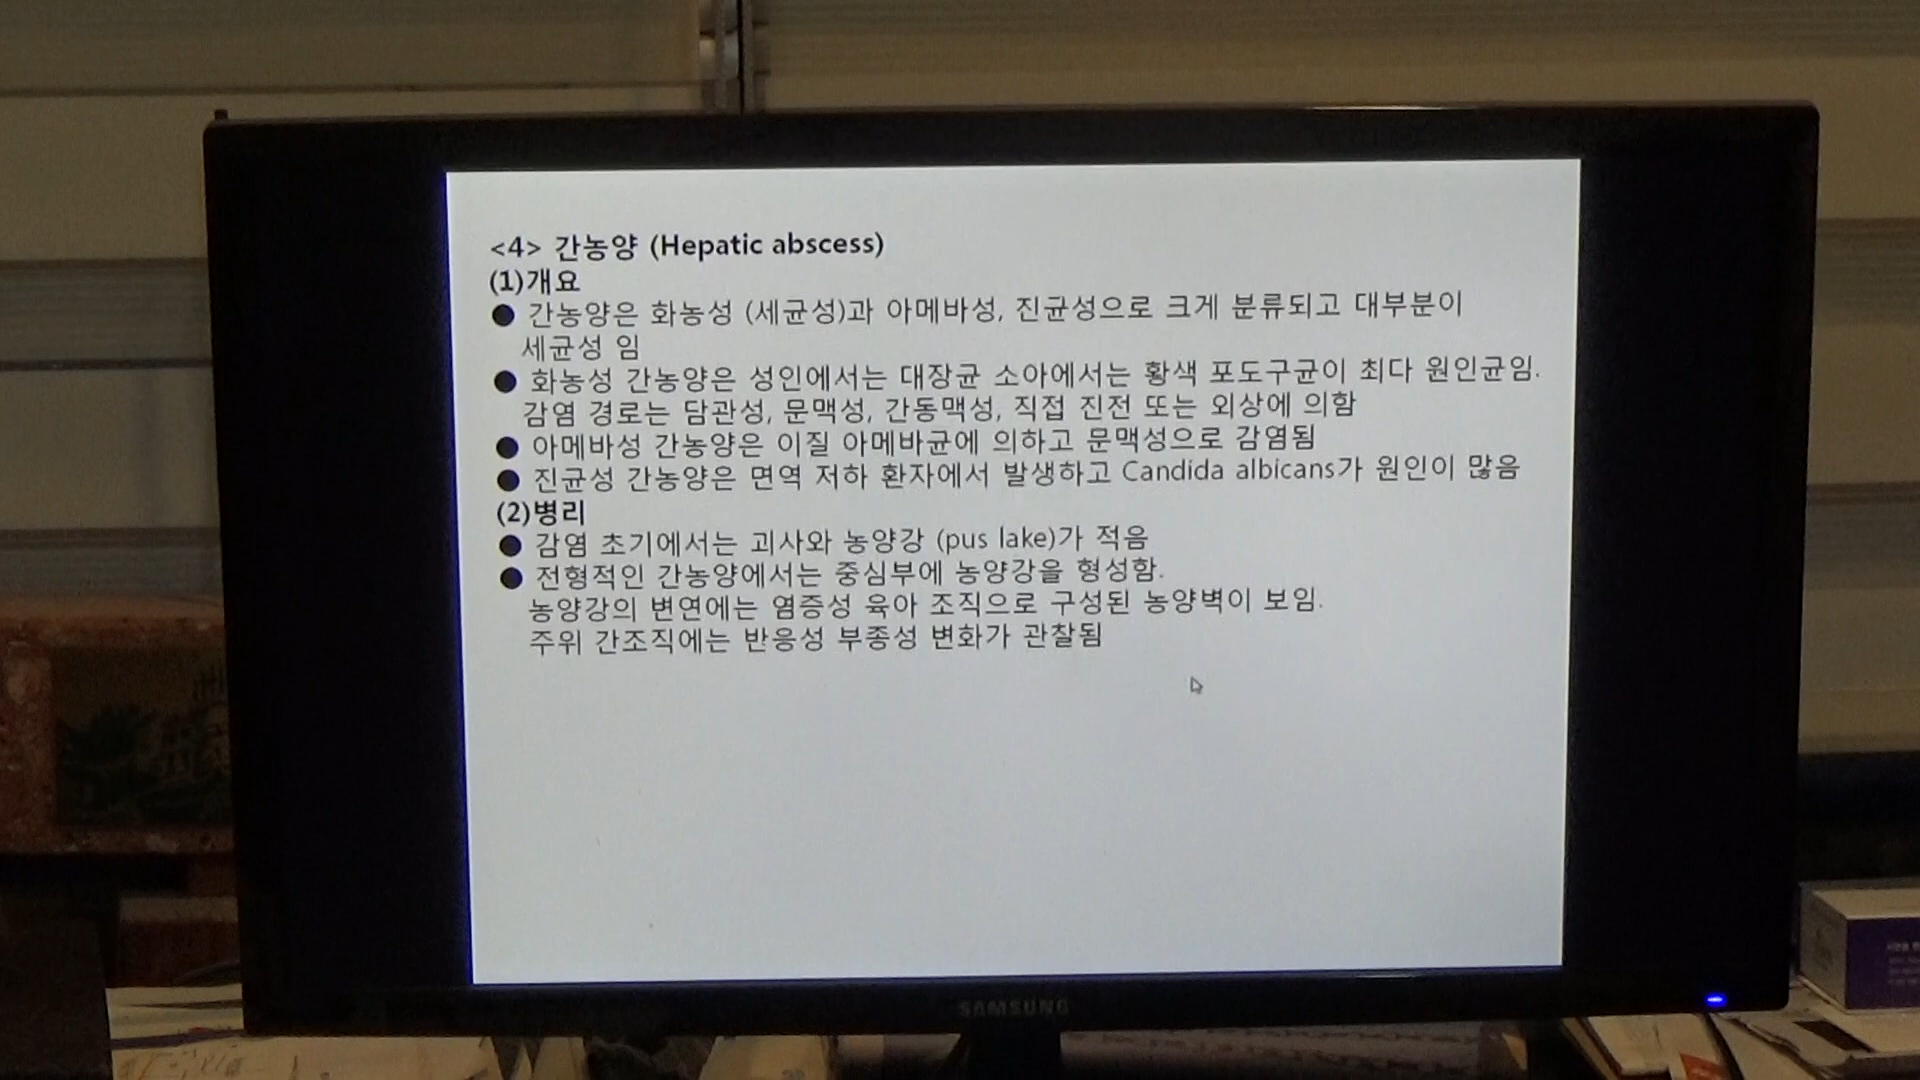 <4> 간농양 (Hepatic abscess)
(1)개요
● 간농양은 화농성 (세균성)과 아메바성, 진균성으로 크게 분류되고 대부분이
세균성 임
● 화농성 간농양은 성인에서는 대장균 소아에서는 황색 포도구균이 최다 원인균임.
감염 경로는 담관성, 문맥성, 간동맥성, 직접 진전 또는 외상에 의함
● 아메바성 간농양은 이질 아메바균에 의하고 문맥성으로 감염됨
● 진균성 간농양은 면역 저하 환자에서 발생하고 Candida albicans가 원인이 많음
(2)병리
● 감염 초기에서는 괴사와 농양강 (pus lake)가 적음
● 전형적인 간농양에서는 중심부에 농양강을 형성함.
농양강의 변연에는 염증성 육아 조직으로 구성된 농양벽이 보임.
주위 간조직에는 반응성 부종성 변화가 관찰됨
SAMSUNG